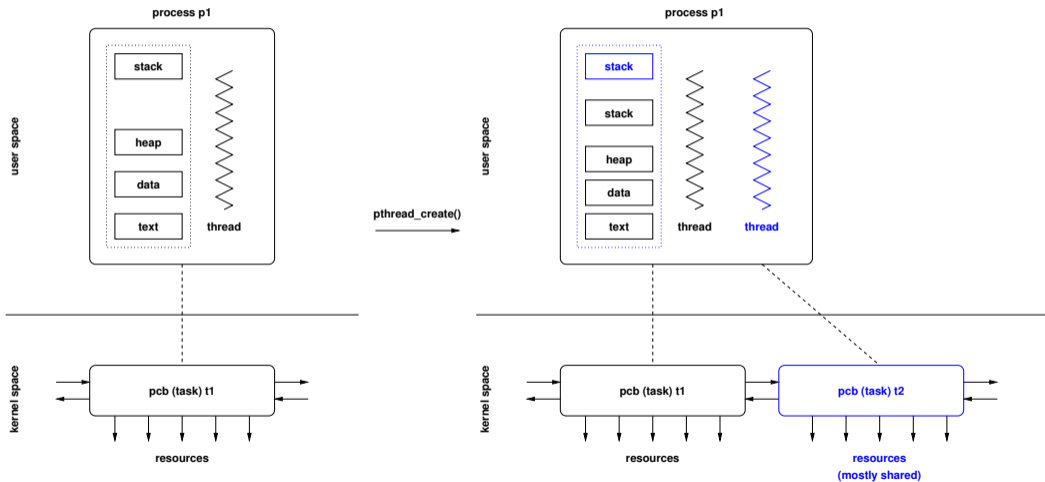 process p1
user space
stack
heap
data
text
thread
kernel space
pcb (task) t1
resources
pthread_create()
process p1
user space
stack
stack
heap
data
text
thread
thread
kernel space
pcb (task) t1
pcb (task) t2
resources
resources
(mostly shared)